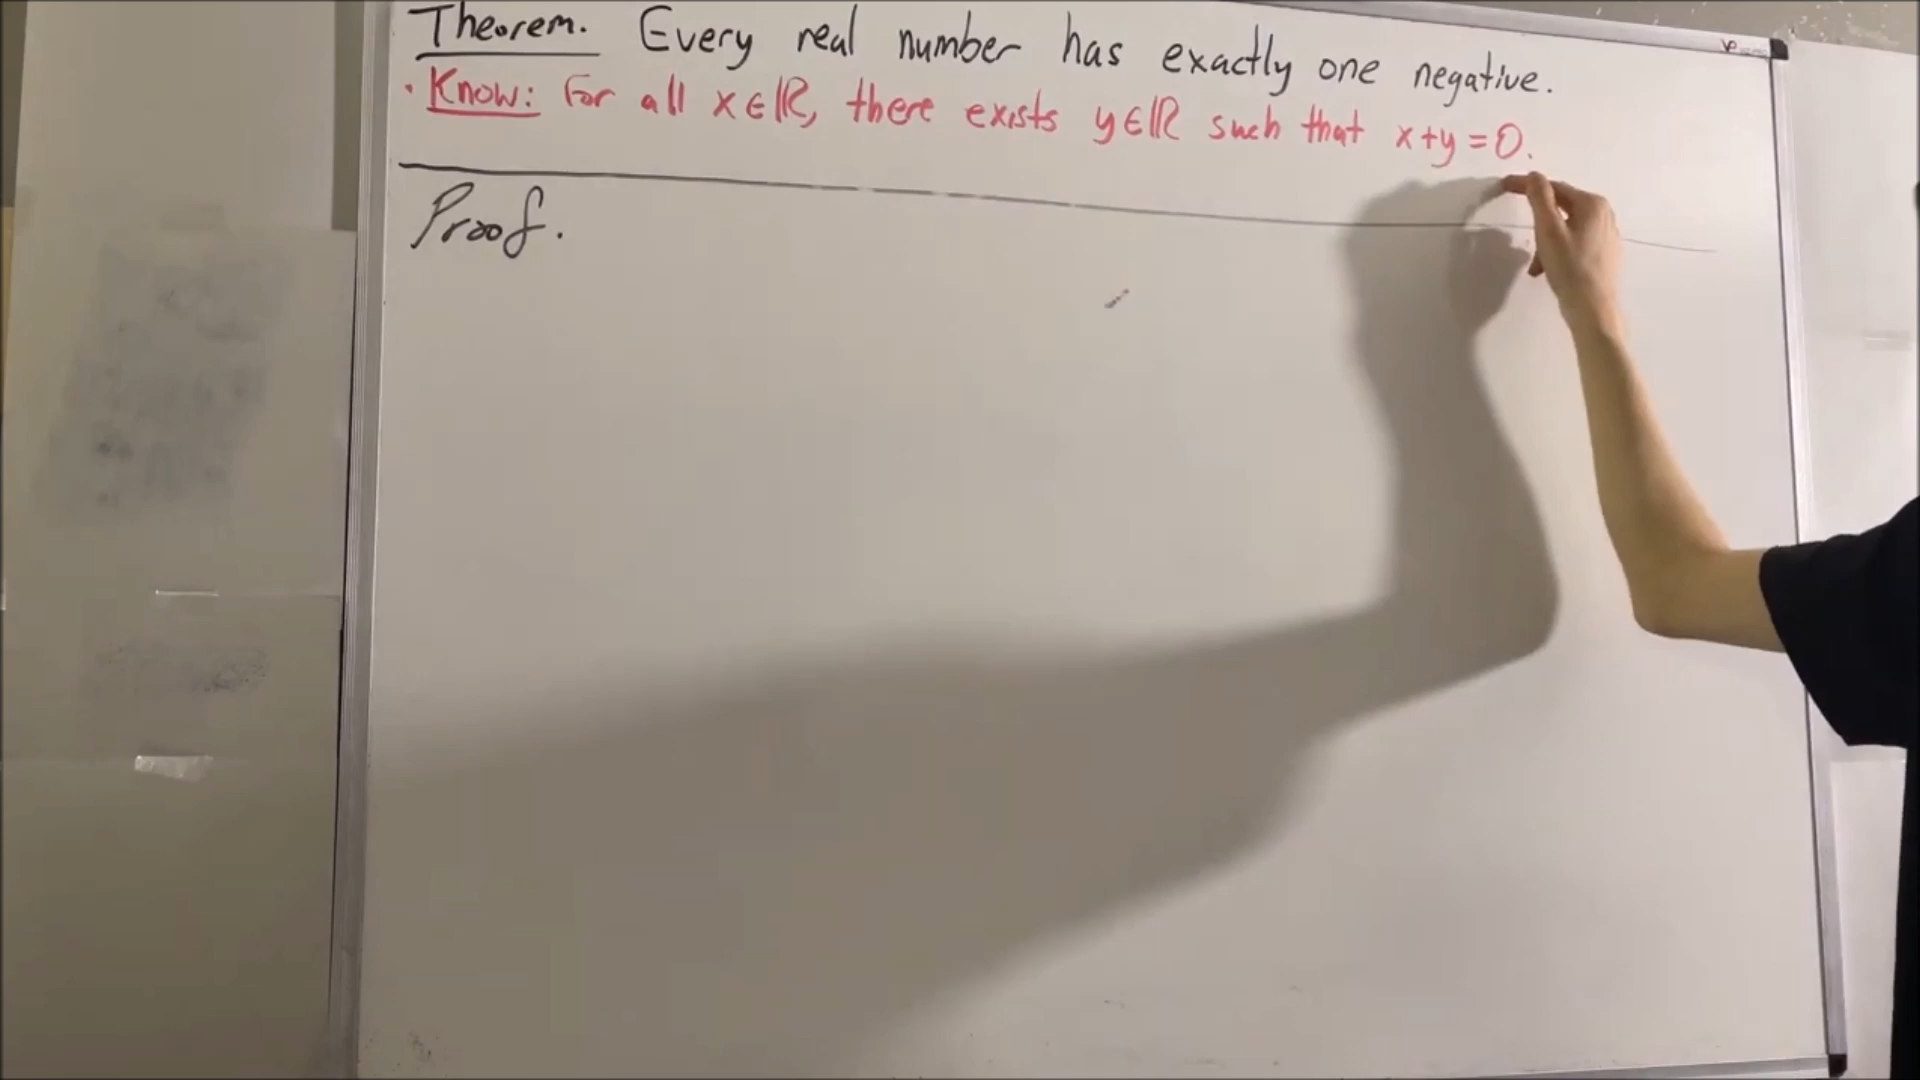 Theorem. Every real number has exactly one negative.
· Know: For all x∈ℝ, there exists y∈ℝ such that x+y=0.
Proof.